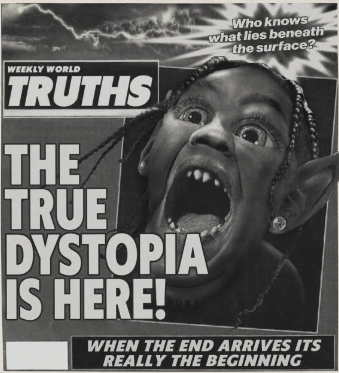 Who knows
what lies beneath
the surface?
WEEKLY WORLD
TRUTHS
THE
TRUE
DYSTOPIA
IS HERE!
WHEN THE END ARRIVES ITS
REALLY THE BEGINNING